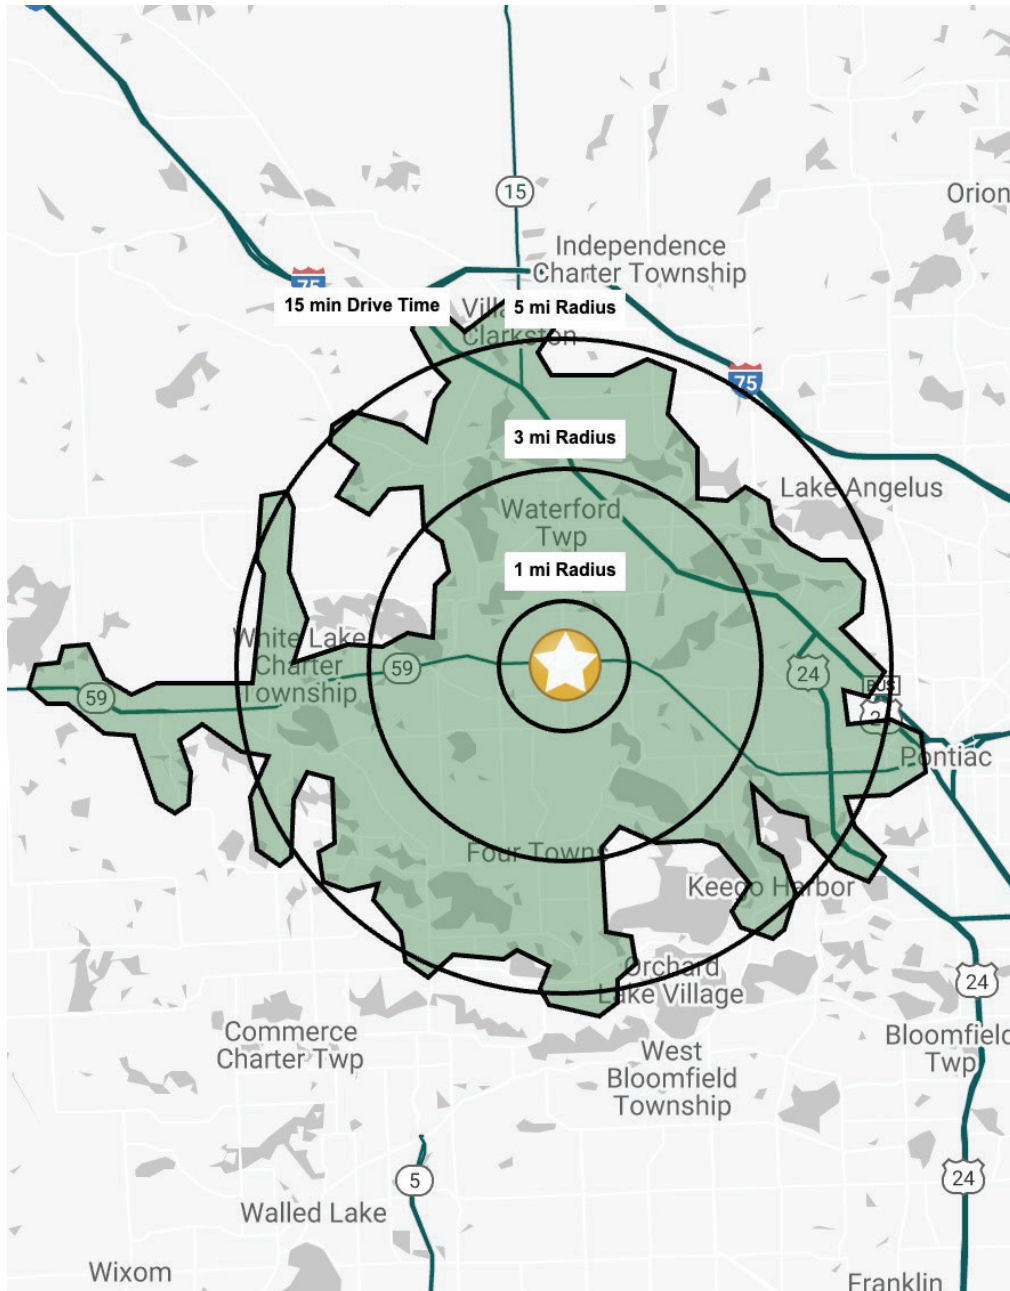 15
Orion
Independence
Charter Township
75
15 min Drive Time
5 mi Radius
Clarkston
75
3 mi Radius
Lake Angelus
Waterford
Twp
1 mi Radius
White Lake
Charter
Township
59
24
59
BUS
Pontiac
Four Towns
Keego Harbor
Orchard
Lake Village
24
Commerce
Charter Twp
Bloomfield
Twp
West
Bloomfield
Township
5
24
Walled Lake
Wixom
Franklin